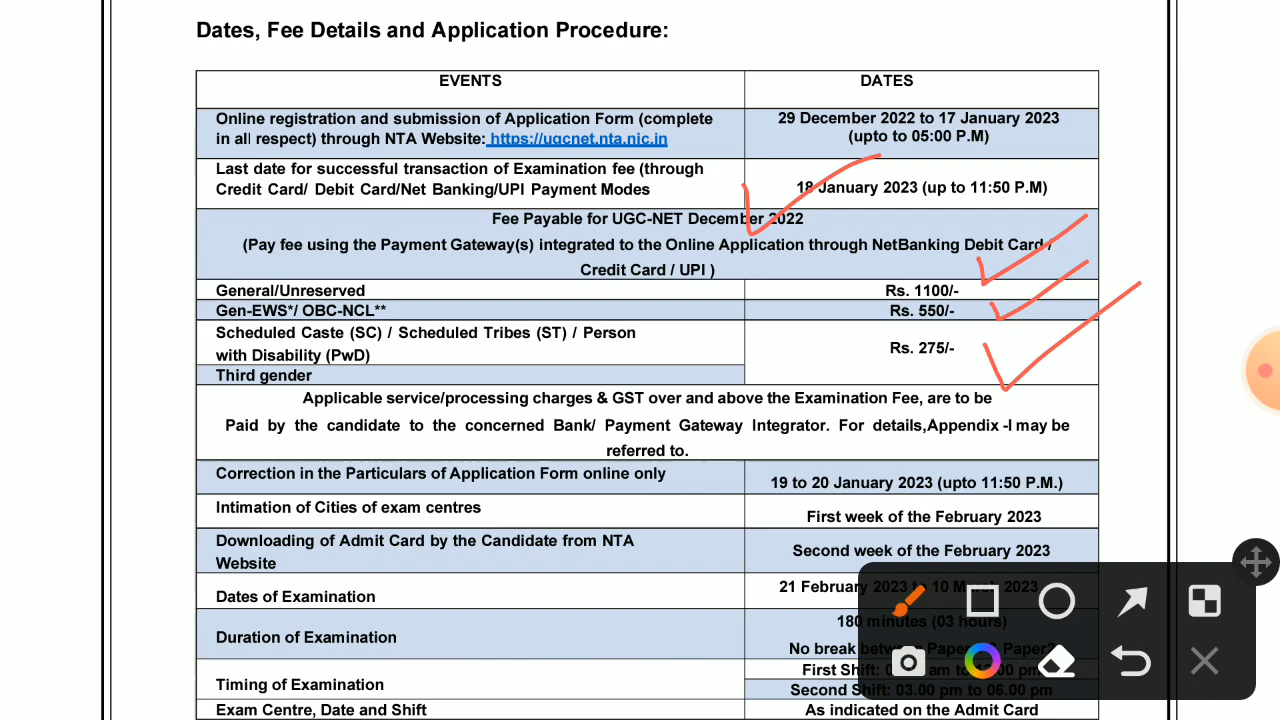 Dates, Fee Details and Application Procedure:
EVENTS
DATES
Online registration and submission of Application Form (complete
in all respect) through NTA Website: https://ugcnet.nta.nic.in
29 December 2022 to 17 January 2023
(upto to 05:00 P.M)
Last date for successful transaction of Examination fee (through
Credit Card/ Debit Card/Net Banking/UPI Payment Modes
18 January 2023 (up to 11:50 P.M)
Fee Payable for UGC-NET December 2022
(Pay fee using the Payment Gateway(s) integrated to the Online Application through NetBanking Debit Card /
Credit Card / UPI )
General/Unreserved
Rs. 1100/-
Gen-EWS*/ OBC-NCL**
Rs. 550/-
Scheduled Caste (SC) / Scheduled Tribes (ST) / Person
with Disability (PwD)
Rs. 275/-
Third gender
Applicable service/processing charges & GST over and above the Examination Fee, are to be
Paid by the candidate to the concerned Bank/ Payment Gateway Integrator. For details,Appendix -I may be
referred to.
Correction in the Particulars of Application Form online only
19 to 20 January 2023 (upto 11:50 P.M.)
Intimation of Cities of exam centres
First week of the February 2023
Downloading of Admit Card by the Candidate from NTA
Website
Second week of the February 2023
Dates of Examination
21 February 2023 to 10 March 2023
Duration of Examination
180 minutes (03 hours)
No break between Paper & Paper
Timing of Examination
First Shift: am to pm
Second Shift: 03.00 pm to 06.00 pm
Exam Centre, Date and Shift
As indicated on the Admit Card